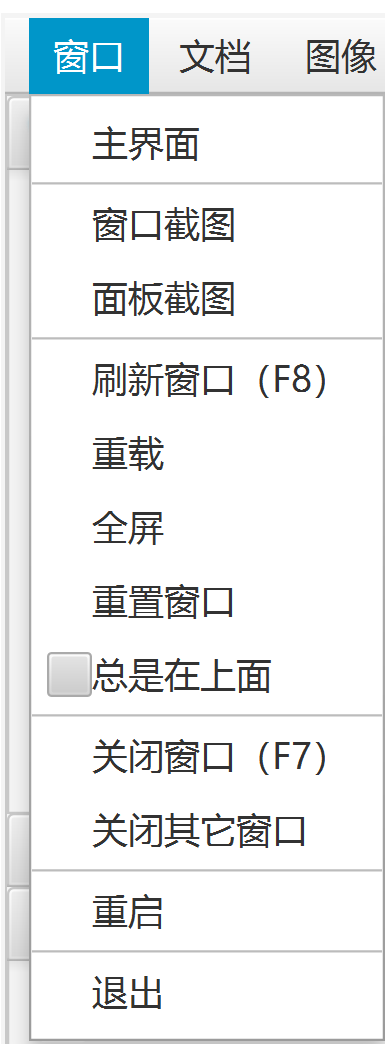 窗口 文档 图像
主界面
窗口截图
面板截图
刷新窗口（F8）
重载
全屏
重置窗口
总是在上面
关闭窗口（F7）
关闭其它窗口
重启
退出